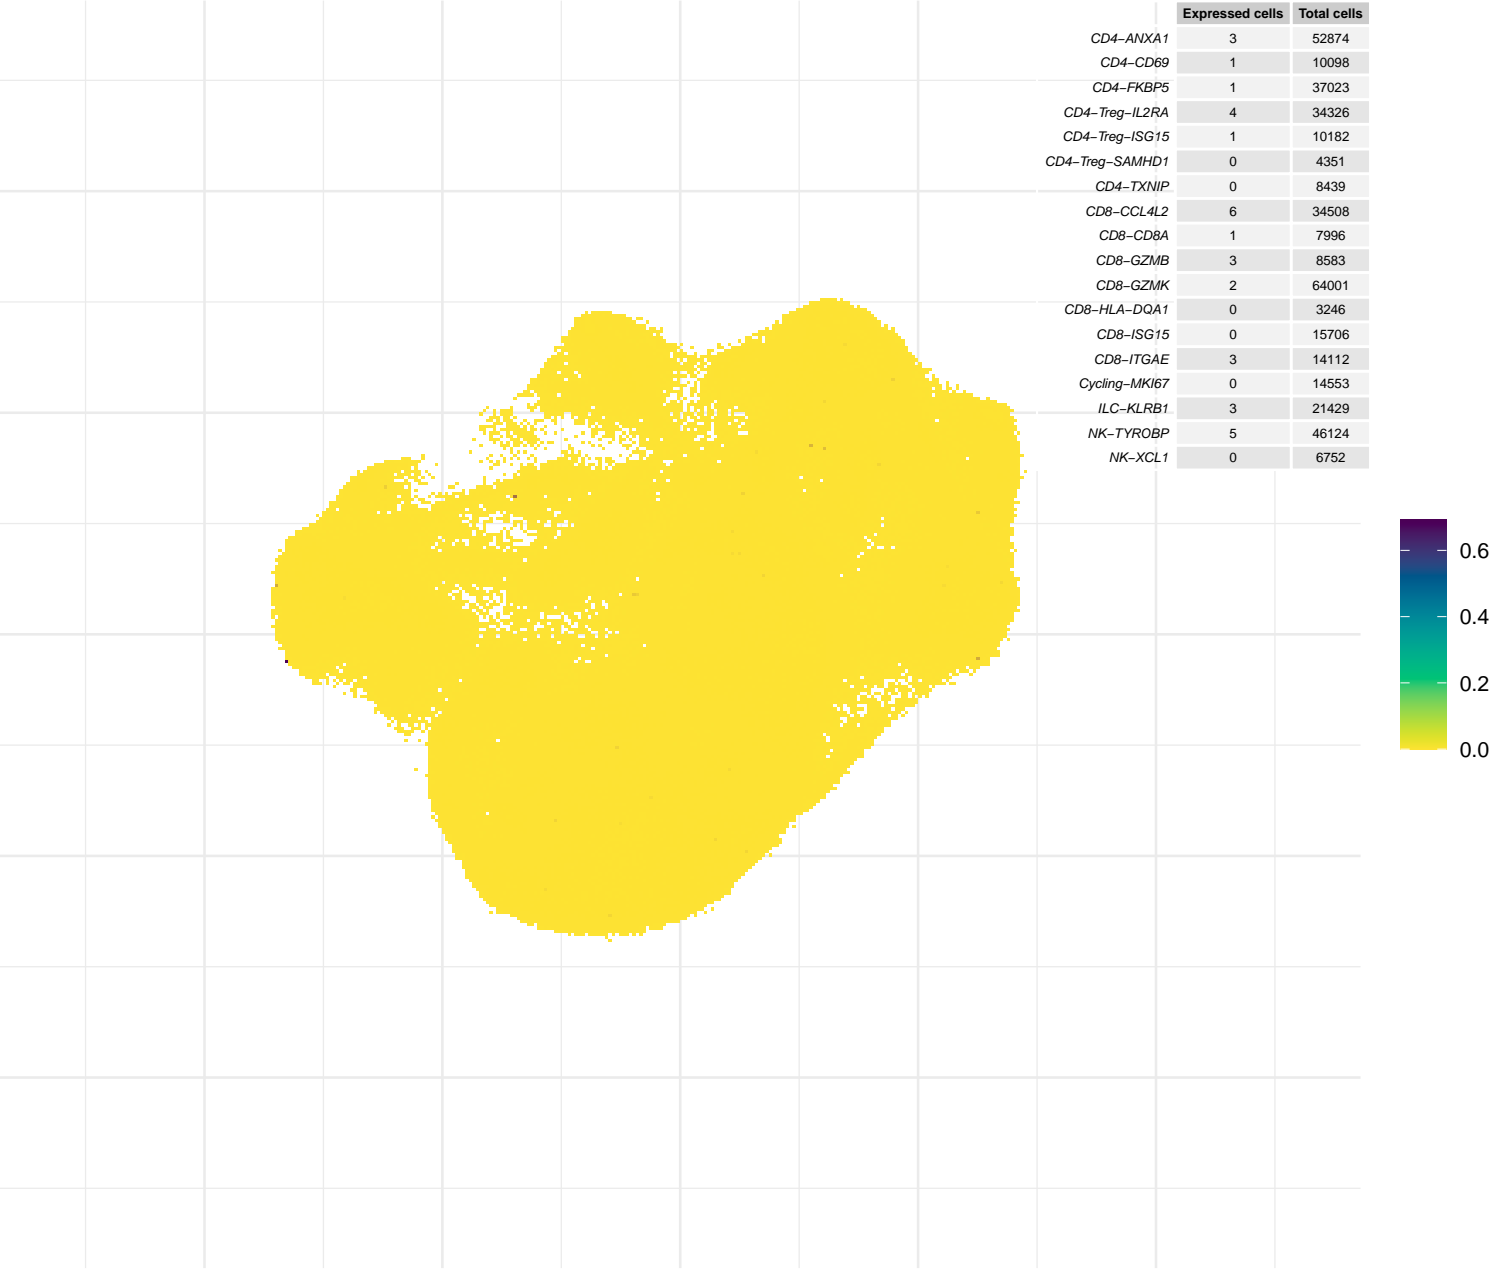 Expressed cells Total cells
CD4−ANXA1 3 52874
CD4−CD69 1 10098
CD4−FKBP5 1 37023
CD4−Treg−IL2RA 4 34326
CD4−Treg−ISG15 1 10182
CD4−Treg−SAMHD1 0 4351
CD4−TXNIP 0 8439
CD8−CCL4L2 6 34508
CD8−CD8A 1 7996
CD8−GZMB 3 8583
CD8−GZMK 2 64001
CD8−HLA−DQA1 0 3246
CD8−ISG15 0 15706
CD8−ITGAE 3 14112
Cycling−MKI67 0 14553
ILC−KLRB1 3 21429
NK−TYROBP 5 46124
NK−XCL1 0 6752
0.6
0.4
0.2
0.0